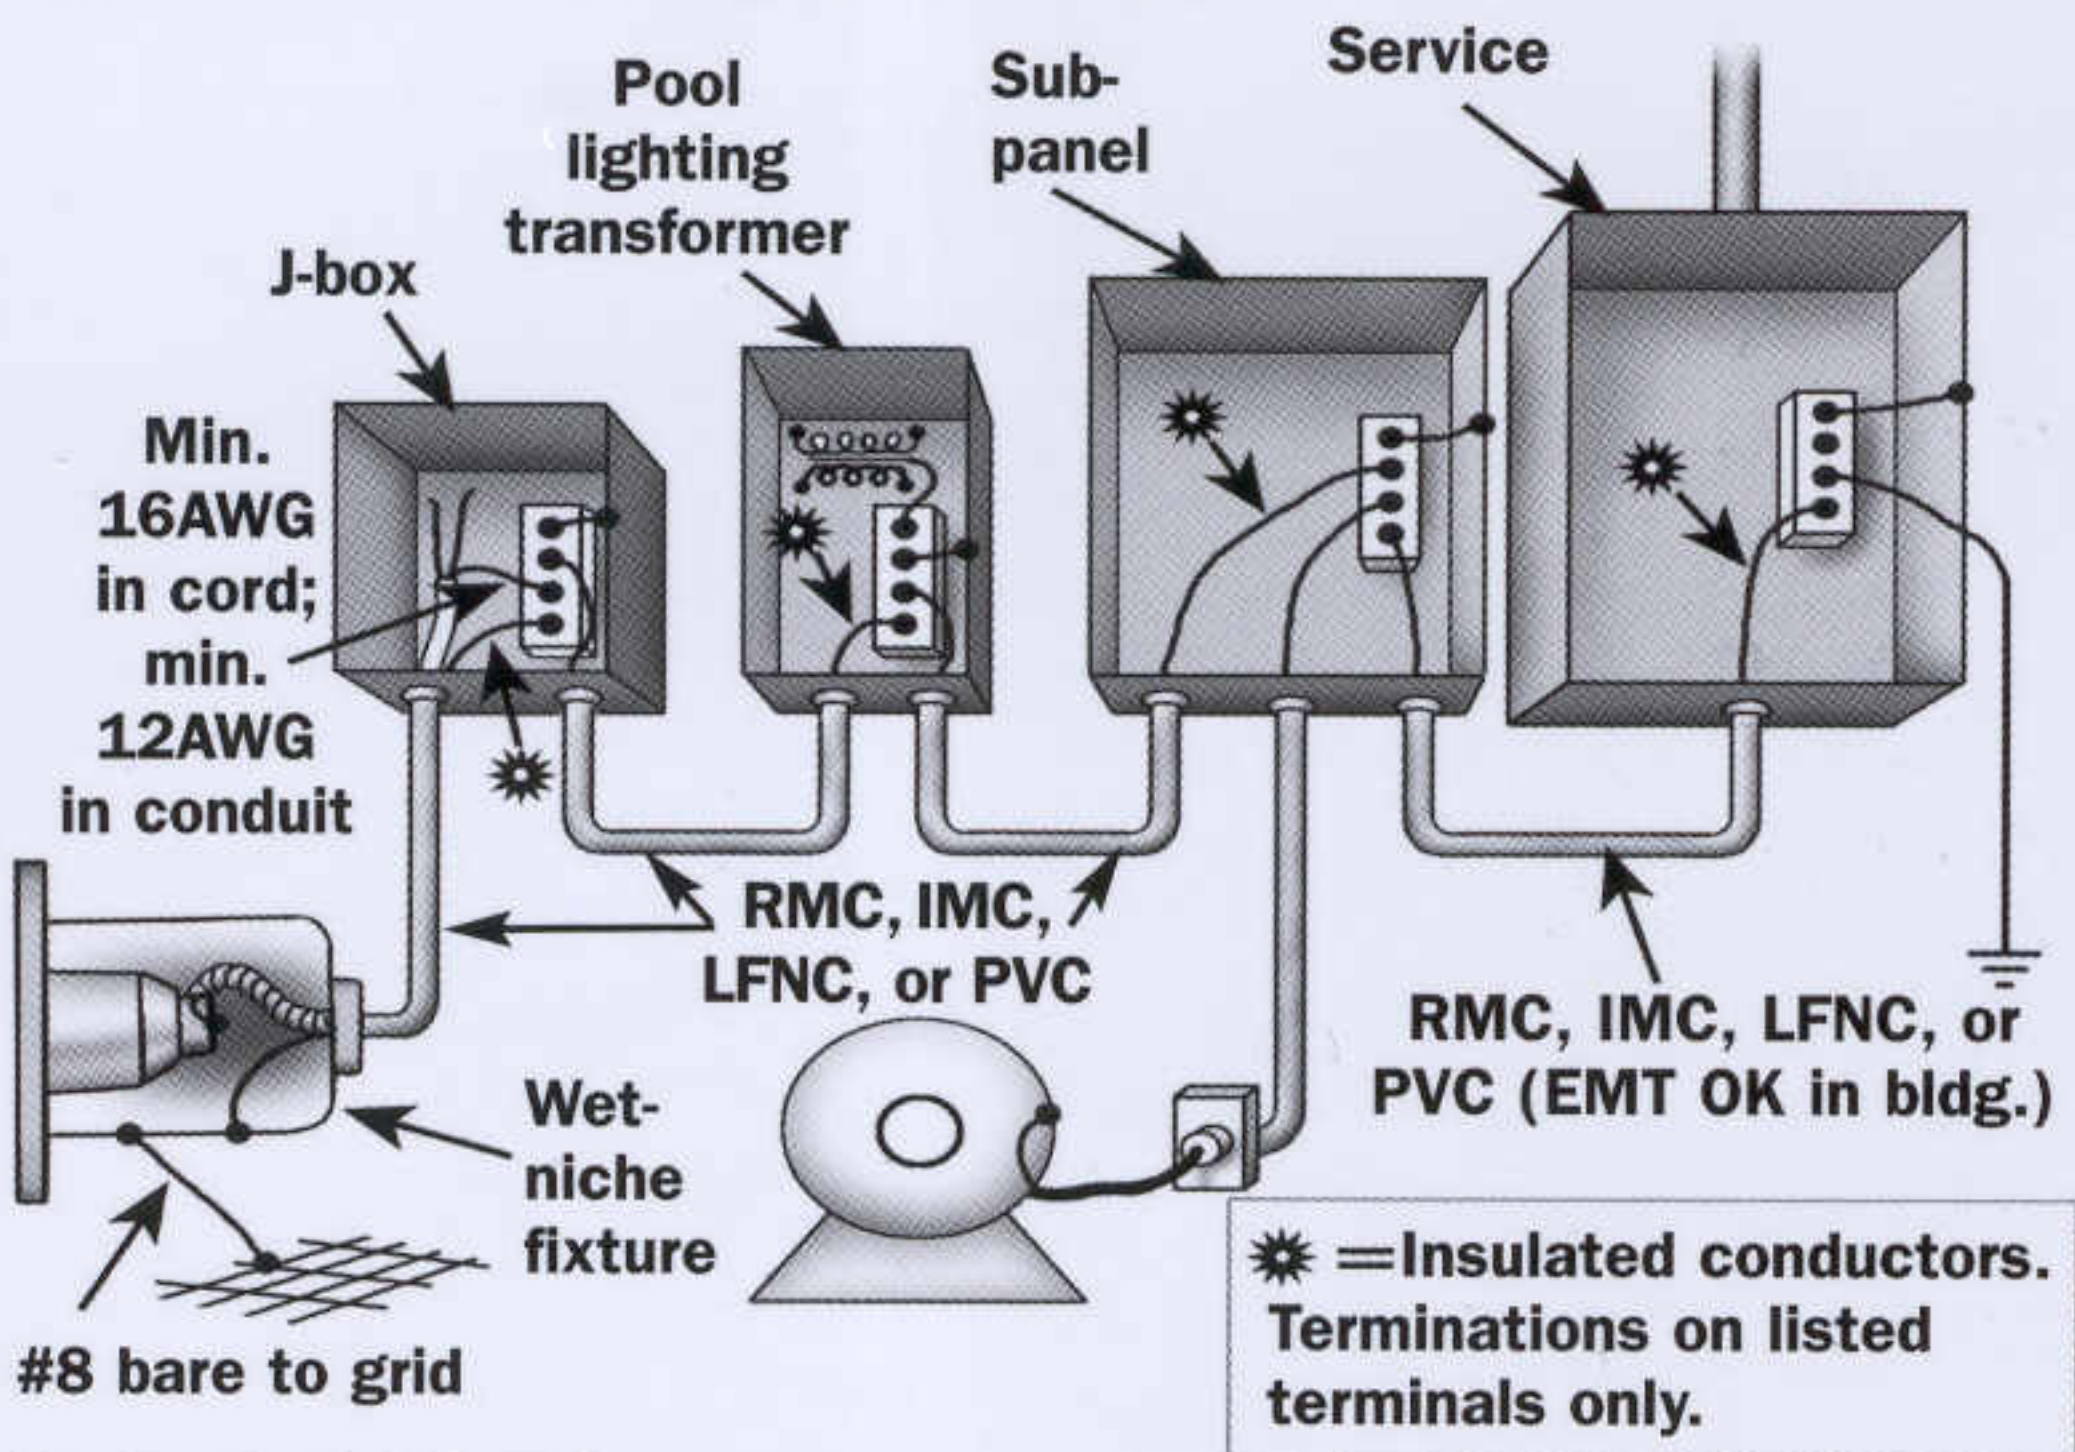 Service
Sub-
panel
Pool
lighting
transformer
J-box
Min.
16AWG
in cord;
min.
12AWG
in conduit
RMC, IMC,
LFNC, or PVC
RMC, IMC, LFNC, or
PVC (EMT OK in bldg.)
Wet-
niche
fixture
#8 bare to grid
=Insulated conductors.
Terminations on listed
terminals only.